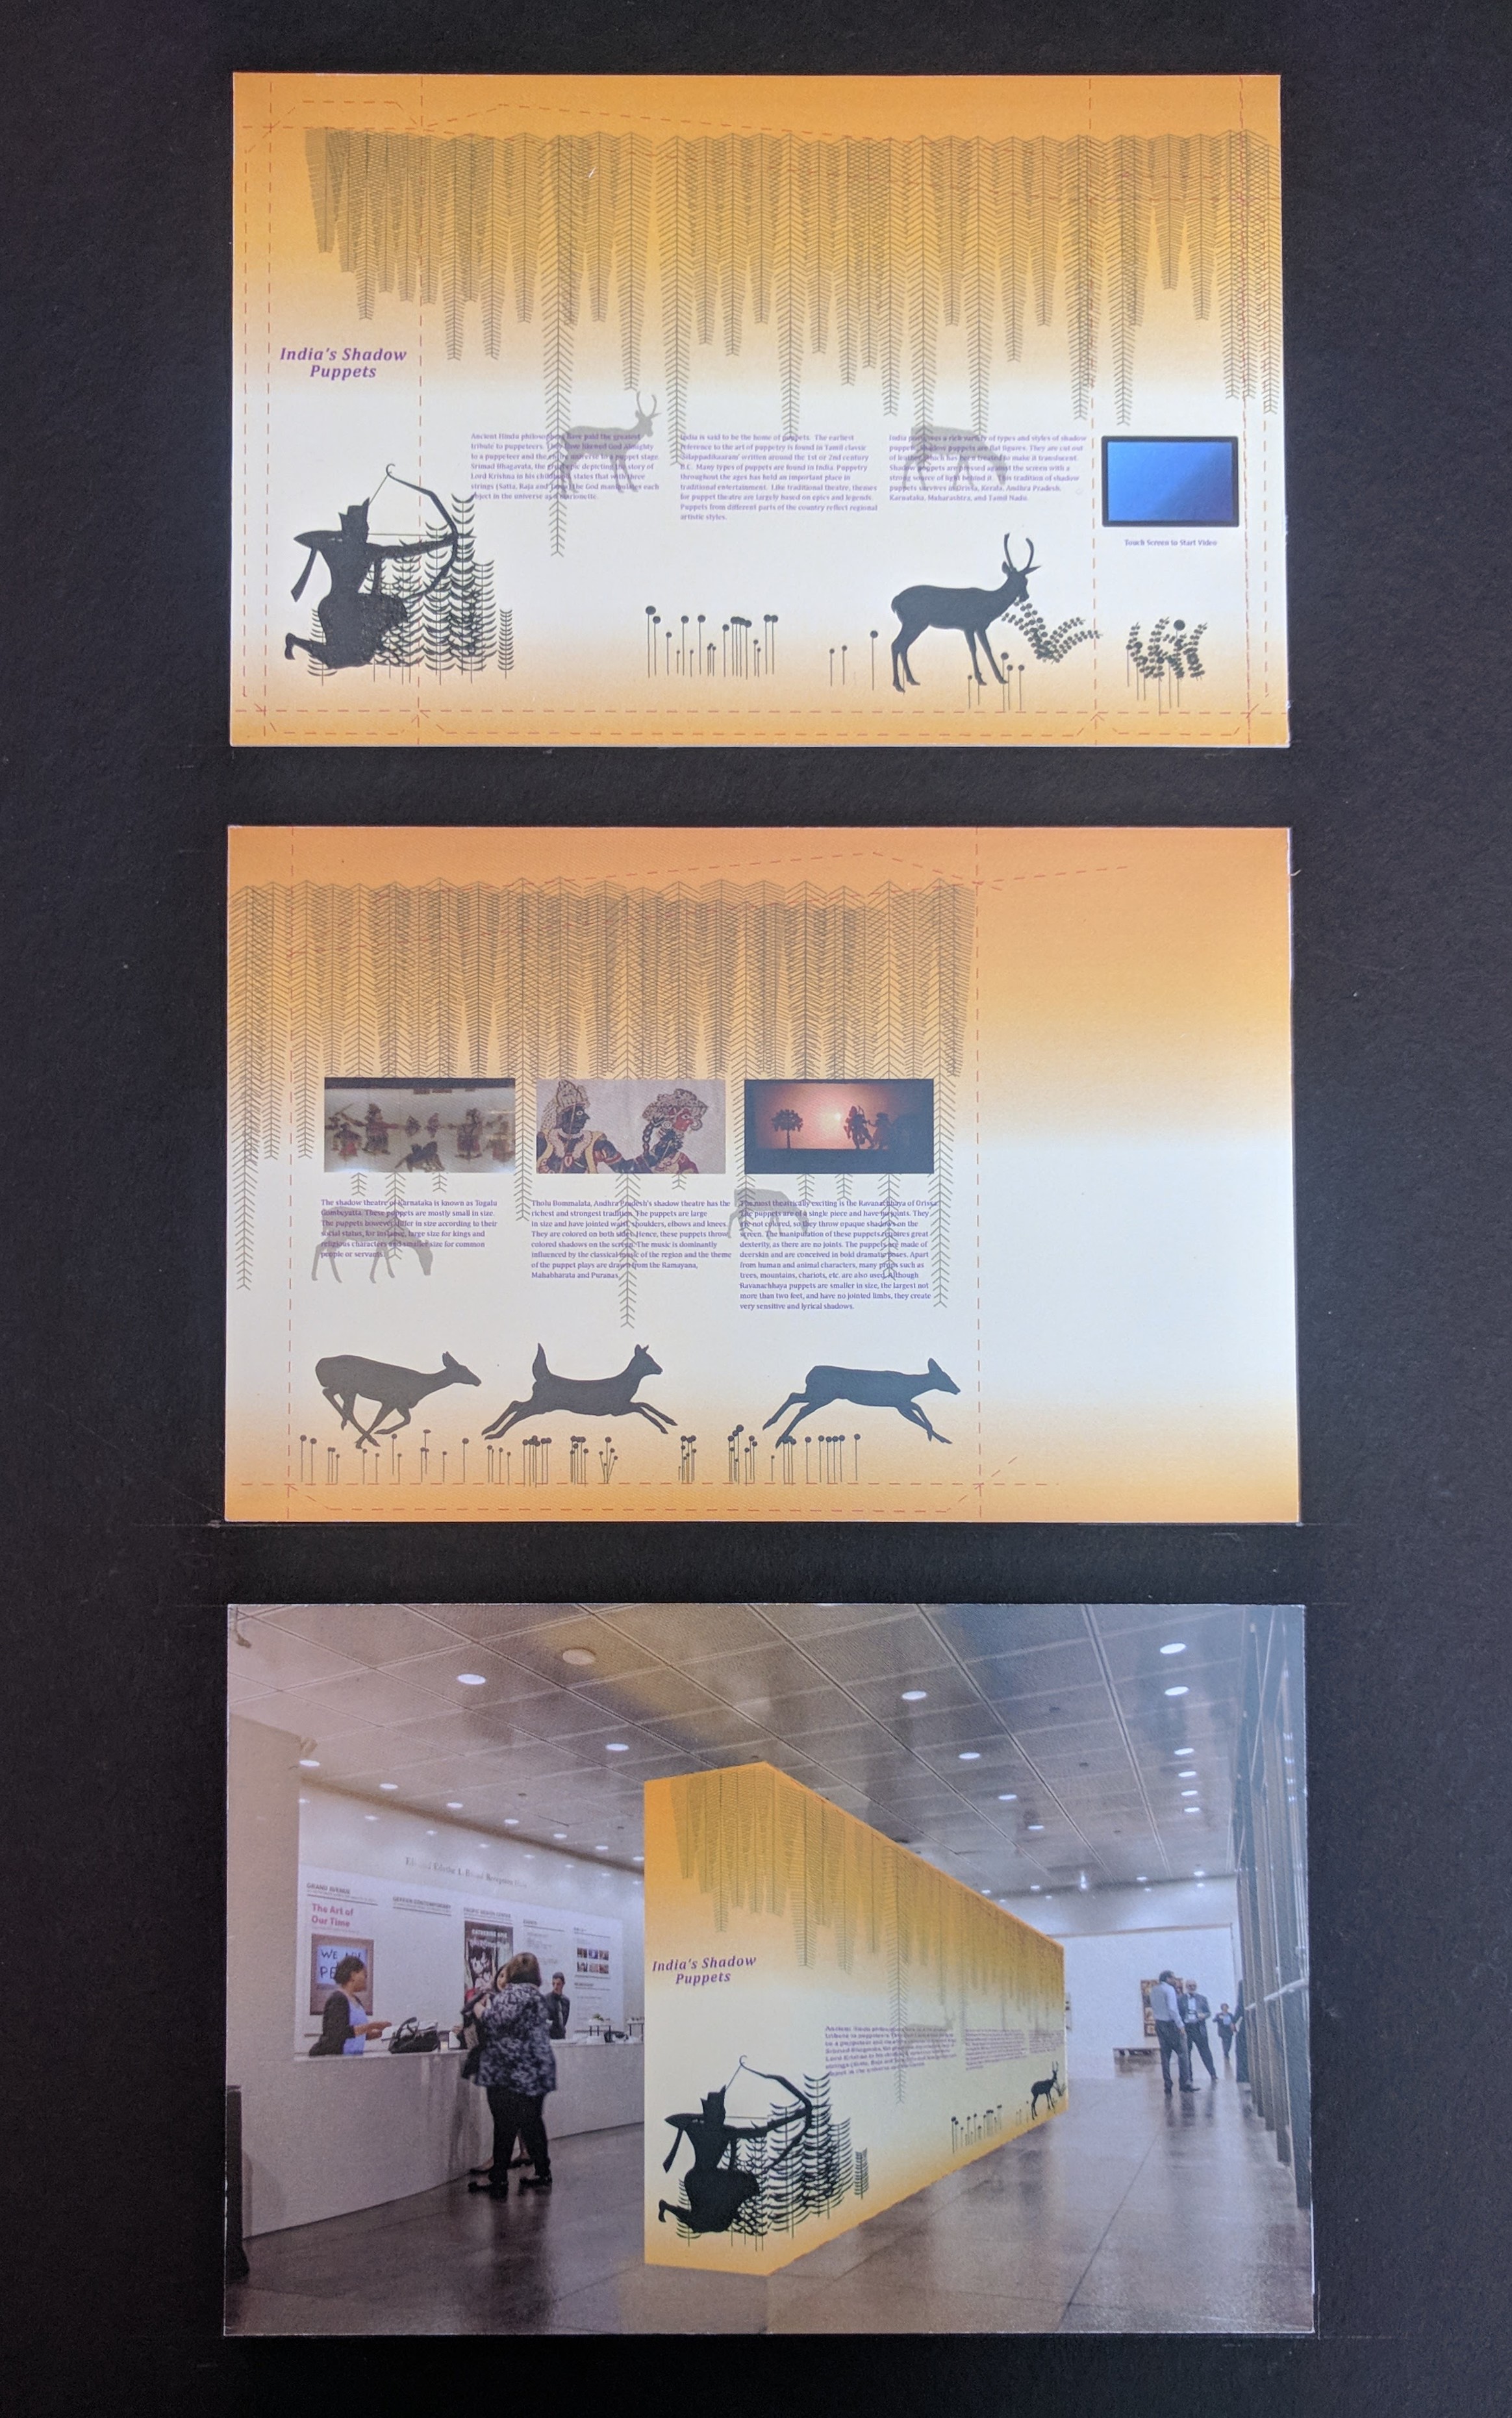 India's Shadow
Puppets
Ancient Hindu philosophers have paid the greatest
tribute to puppeteers. They have likened God almighty
to a puppeteer and the entire universe to a puppet stage.
Srimad Bhagavata, the great epic depicting the story of
Lord Krishna in his childhood states that with three
strings (Satta, Raja and the God manipulates each
object in the universe as a marionette.
India is said to be the home of puppets. The earliest
reference to the art of puppetry is found in Tamil classic
'Silappadikaaram' written around the 1st or 2nd century
B.C. Many types of puppets are found in India. Puppetry
throughout the ages has held an important place in
traditional entertainment. Like traditional theatre, themes
for puppet theatre are largely based on epics and legends.
Puppets from different parts of the country reflect regional
artistic styles.
India has a rich variety of types and styles of shadow
puppets. Shadow puppets are flat figures. They are cut out
of leather, which has been treated to make it translucent.
Shadow puppets are pressed against the screen with a
strong source of light behind it. This tradition of shadow
puppets survives in Orissa, Kerala, Andhra Pradesh,
Karnataka, Maharashtra, and Tamil Nadu.
Touch Screen to Start Video
The shadow theatre of Karnataka is known as Togalu
Gombeyatta. These puppets are mostly small in size.
The puppets however differ in size according to their
social status, for instance, large size for kings and
religious characters and smaller size for common
people or servants.
Tholu Bommalata, Andhra Pradesh's shadow theatre has the
richest and strongest tradition. The puppets are large
in size and have jointed waist, shoulders, elbows and knees.
They are colored on both sides. Hence, these puppets throw
colored shadows on the screen. The music is dominantly
influenced by the classical music of the region and the theme
of the puppet plays are drawn from the Ramayana,
Mahabharata and Puranas.
The most theatrically exciting is the Ravanachhaya of Orissa.
The puppets are of a single piece and have no joints. They
are not colored, so they throw opaque shadows on the
screen. The manipulation of these puppets requires great
dexterity, as there are no joints. The puppets are made of
deerskin and are conceived in bold dramatic poses. Apart
from human and animal characters, many props such as
trees, mountains, chariots, etc. are also used. Although
Ravanachhaya puppets are smaller in size, the largest not
more than two feet, and have no jointed limbs, they create
very sensitive and lyrical shadows.
GRAND AVENUE
The Art of
Our Time
GEFFEN CONTEMPORARY
PACIFIC DESIGN CENTER
India's Shadow
Puppets